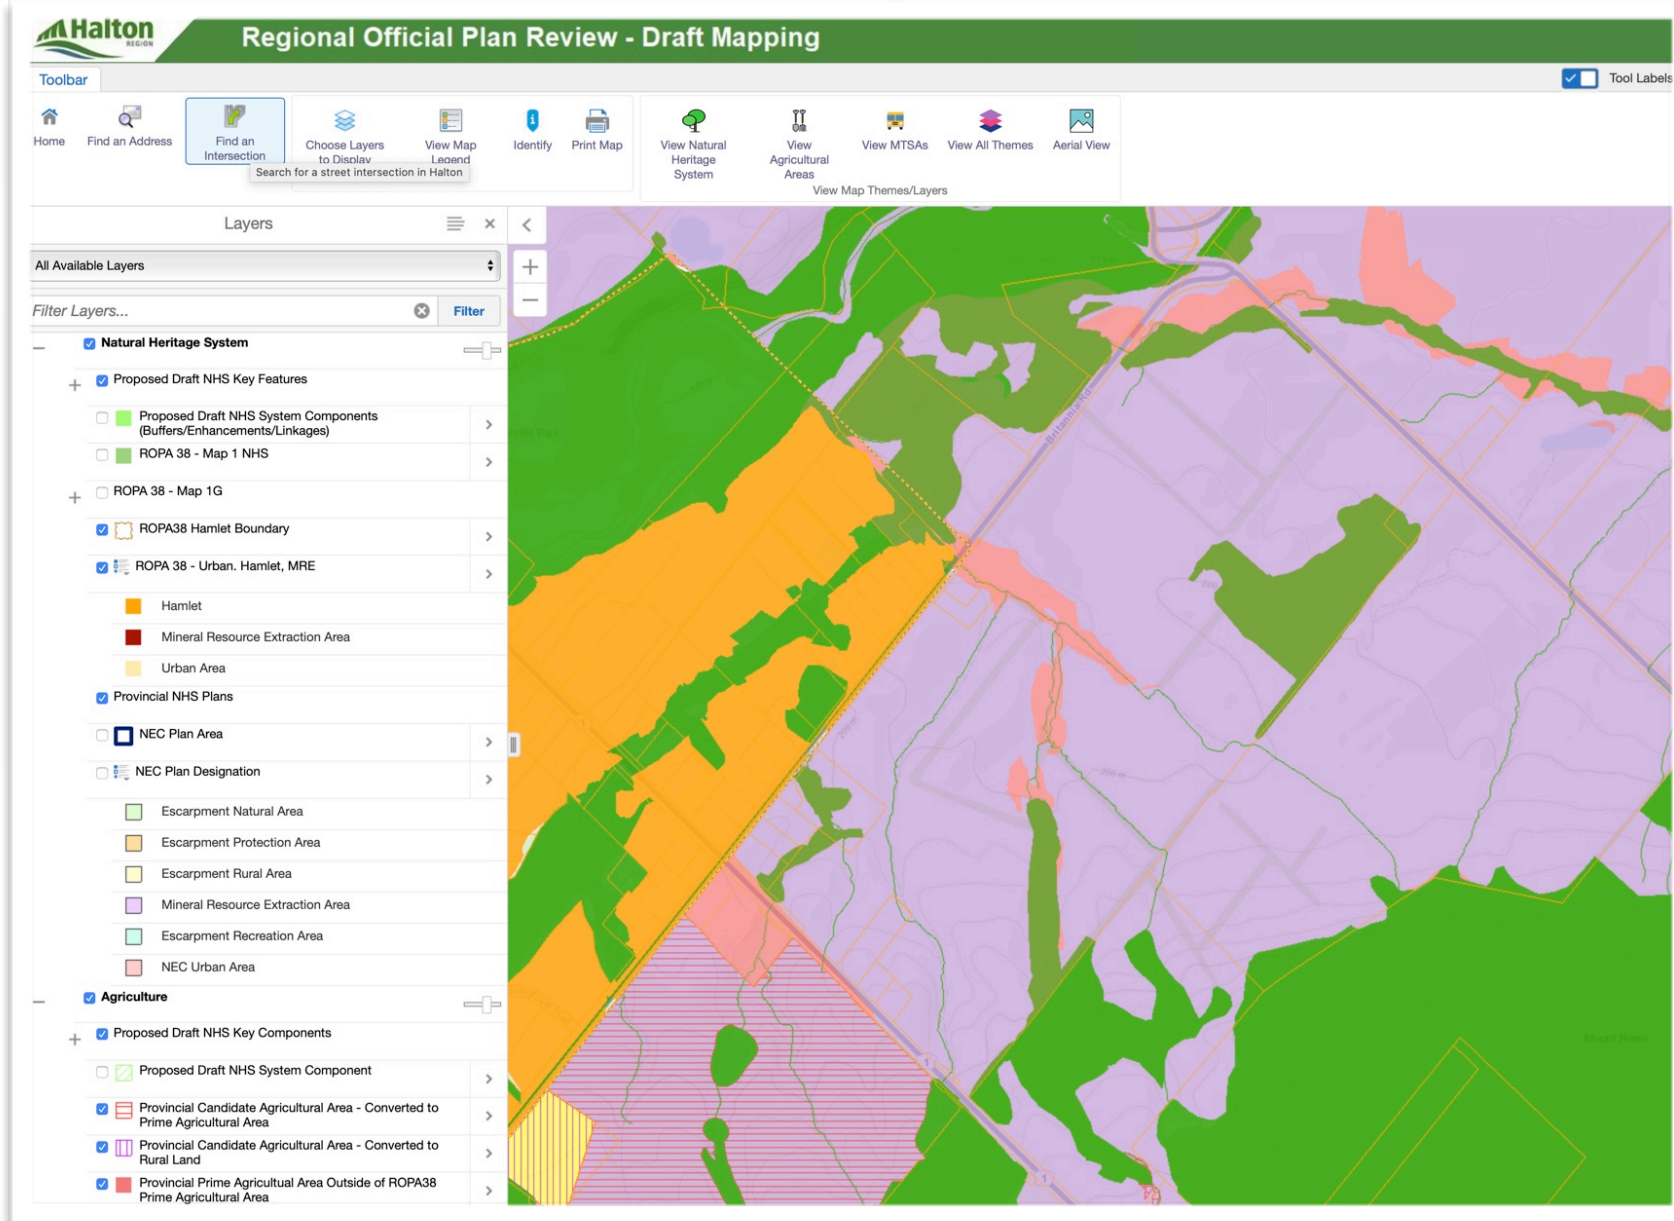 Halton
REGION
Regional Official Plan Review - Draft Mapping
Toolbar
Tool Labels
Home
Find an Address
Find an
Intersection
Choose Layers
to Display
View Map
Legend
Identify
Print Map
View Natural
Heritage
System
View
Agricultural
Areas
View MTSAs
View All Themes
Aerial View
Search for a street intersection in Halton
View Map Themes/Layers
Layers
All Available Layers
Filter Layers...
Filter
Natural Heritage System
Proposed Draft NHS Key Features
Proposed Draft NHS System Components
(Buffers/Enhancements/Linkages)
ROPA 38 - Map 1 NHS
ROPA 38 - Map 1G
ROPA38 Hamlet Boundary
ROPA 38 - Urban. Hamlet, MRE
Hamlet
Mineral Resource Extraction Area
Urban Area
Provincial NHS Plans
NEC Plan Area
NEC Plan Designation
Escarpment Natural Area
Escarpment Protection Area
Escarpment Rural Area
Mineral Resource Extraction Area
Escarpment Recreation Area
NEC Urban Area
Agriculture
Proposed Draft NHS Key Components
Proposed Draft NHS System Component
Provincial Candidate Agricultural Area - Converted to
Prime Agricultural Area
Provincial Candidate Agricultural Area - Converted to
Rural Land
Provincial Prime Agricultual Area Outside of ROPA38
Prime Agricultural Area
Britannia Rd
Mount Nemo
1
1
1